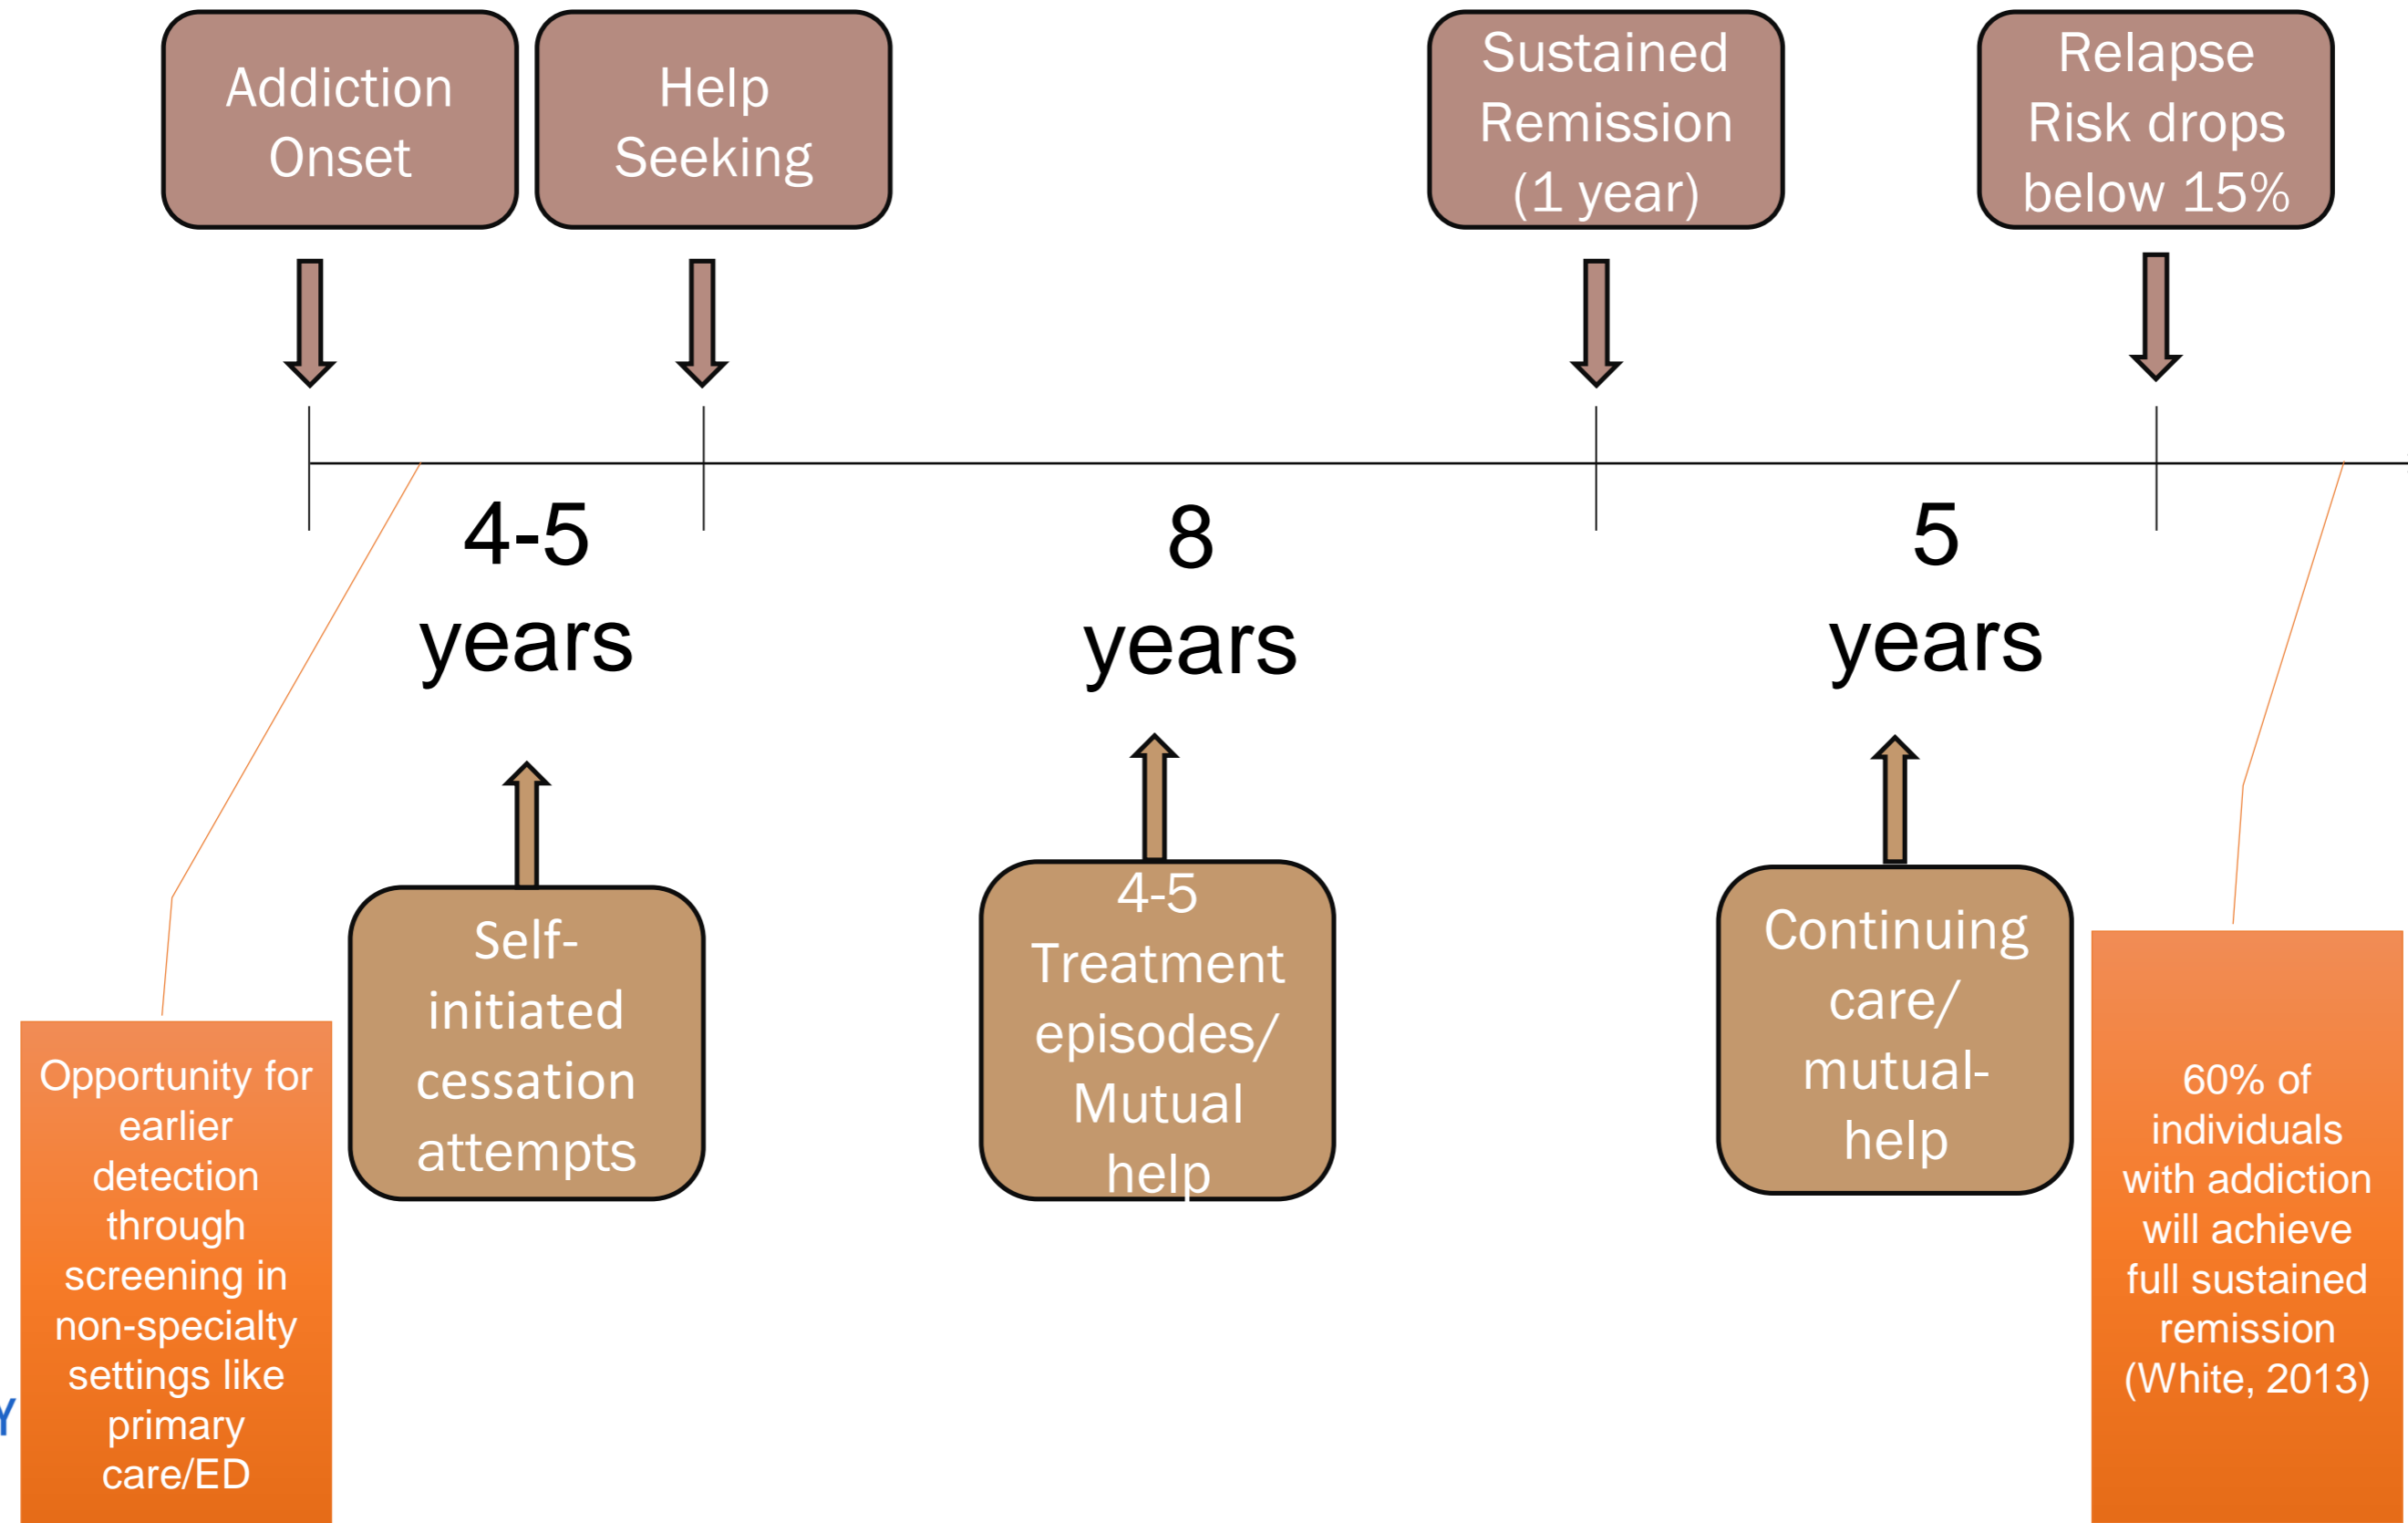 Addiction
Onset
Help
Seeking
Sustained
Remission
(1 year)
Relapse
Risk drops
below 15%
4-5
years
8
years
5
years
Self-
initiated
cessation
attempts
4-5
Treatment
episodes/
Mutual
help
Continuing
care/
mutual-
help
Opportunity for
earlier
detection
through
screening in
non-specialty
settings like
primary
care/ED
60% of
individuals
with addiction
will achieve
full sustained
remission
(White, 2013)
Y